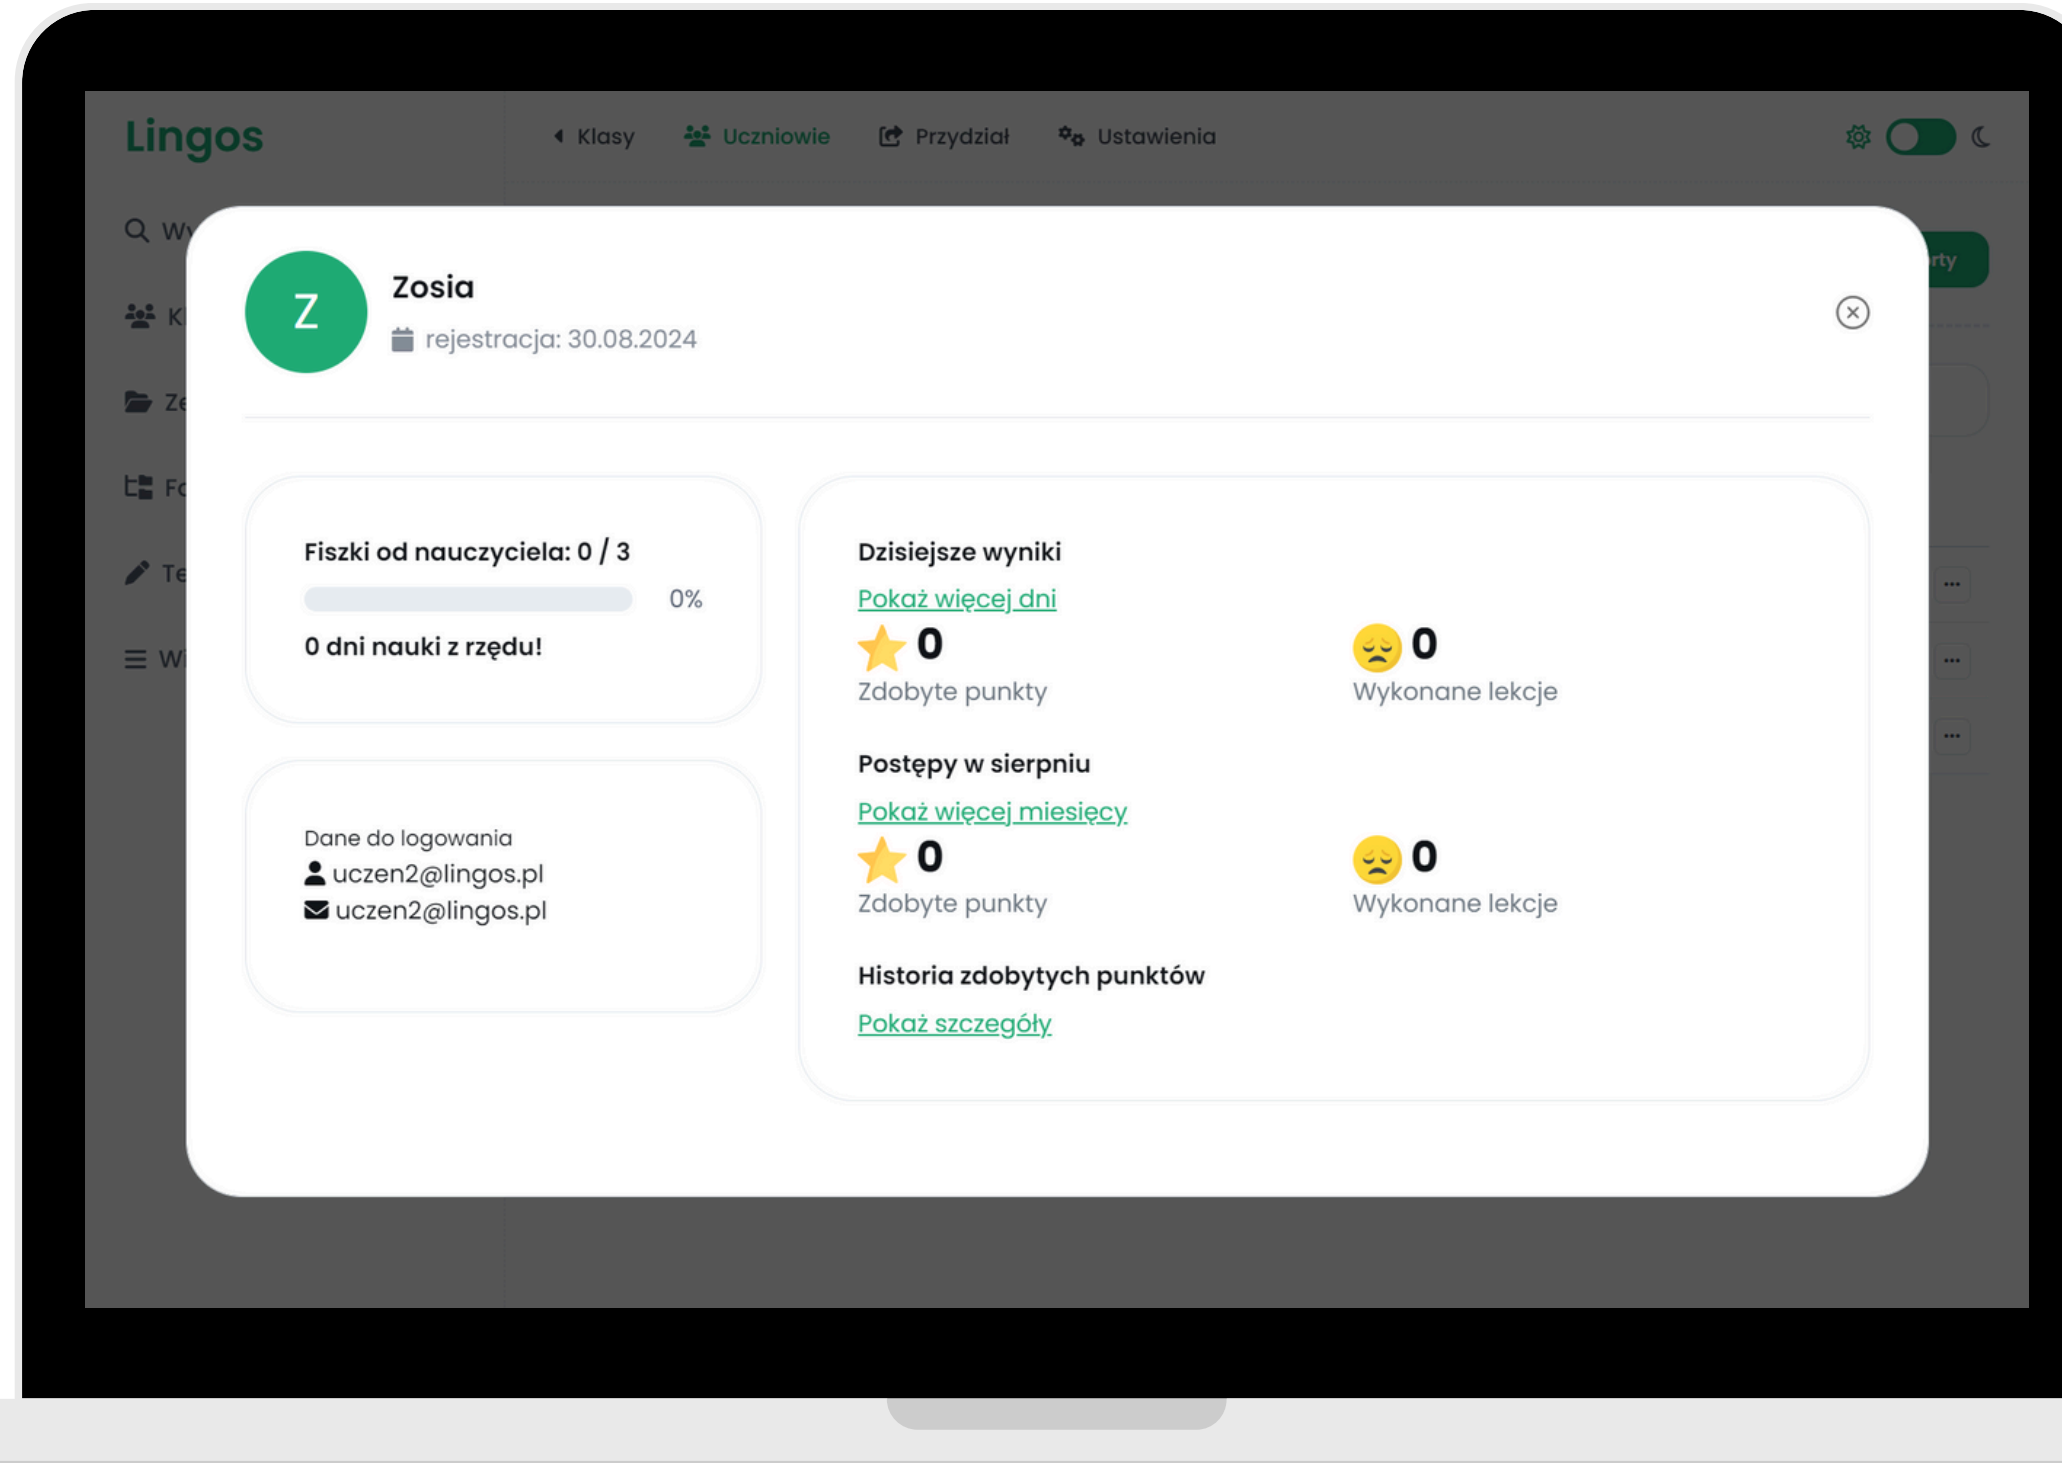 Lingos
Klasy
Uczniowie
Przydział
Ustawienia
Z
Zosia
rejestracja: 30.08.2024
Fiszki od nauczyciela: 0 / 3
0%
0 dni nauki z rzędu!
Dane do logowania
uczen2@lingos.pl
uczen2@lingos.pl
Dzisiejsze wyniki
Pokaż więcej dni
0
Zdobyte punkty
0
Wykonane lekcje
Postępy w sierpniu
Pokaż więcej miesięcy
0
Zdobyte punkty
0
Wykonane lekcje
Historia zdobytych punktów
Pokaż szczegóły